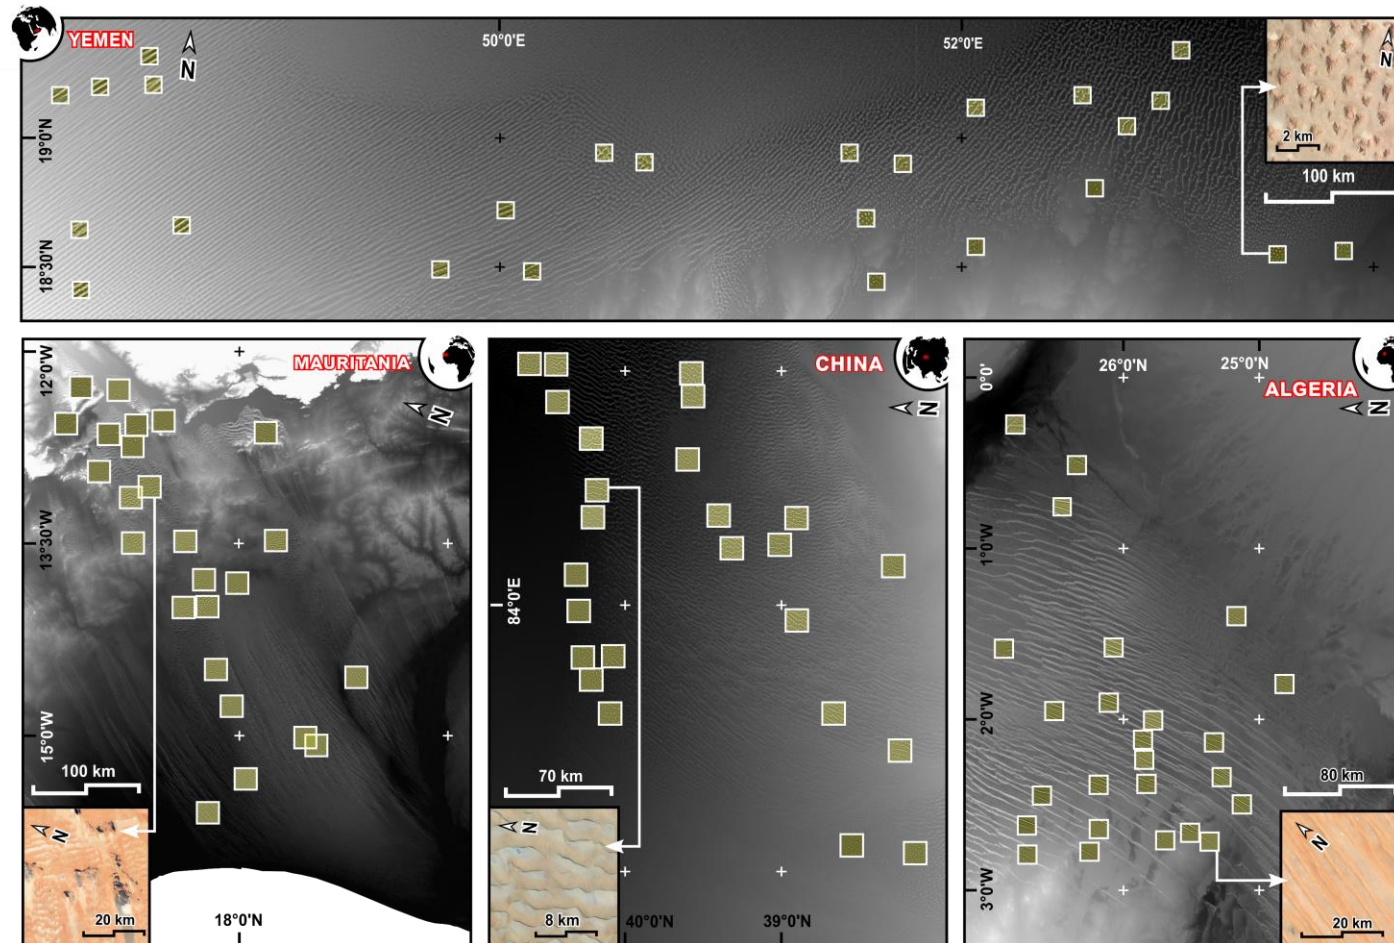 YEMEN
N
50°0'E
52°0'E
N
2 km
100 km
19°0'N
18°30'N
MAURITANIA
N
12°0'W
13°30'W
15°0'W
100 km
N
20 km
18°0'N
CHINA
N
84°0'E
70 km
N
8 km
40°0'N
39°0'N
26°0'N
25°0'N
ALGERIA
N
0°0'
1°0'W
2°0'W
3°0'W
80 km
N
20 km